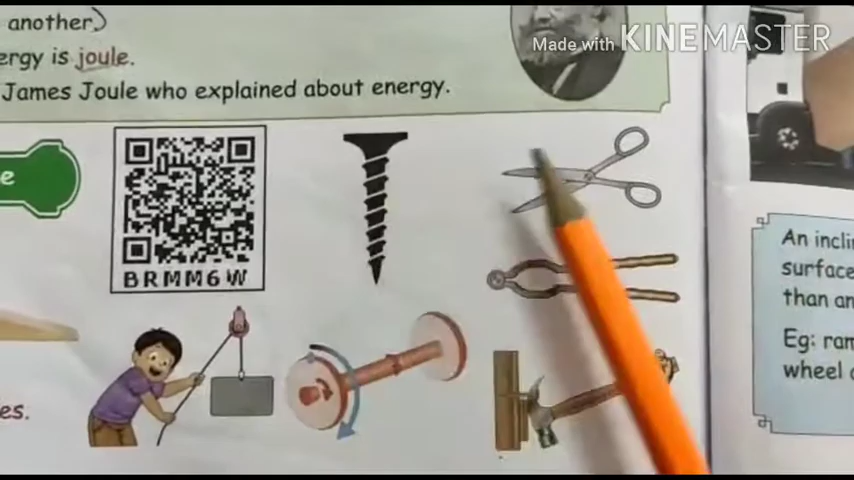 another.)
ergy is joule.
James Joule who explained about energy.
Made with KINEMASTER
e
BRMM6W
es.
An incli
surface
than an
Eg: ram
wheel